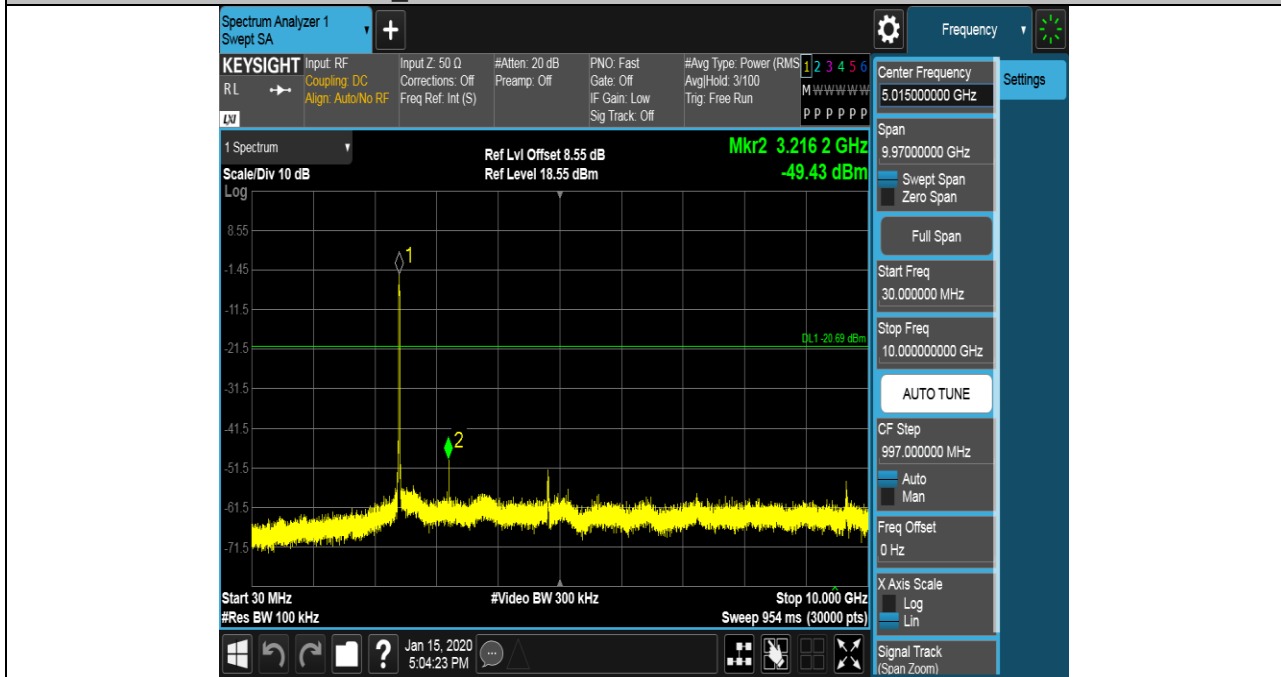 Spectrum Analyzer 1
Swept SA
+
Frequency
KEYSIGHT
RL
LXI
Input: RF
Coupling: DC
Align: Auto/No RF
Input Z: 50 Ω
Corrections: Off
Freq Ref: Int (S)
#Atten: 20 dB
Preamp: Off
PNO: Fast
Gate: Off
IF Gain: Low
Sig Track: Off
#Avg Type: Power (RMS
Avg|Hold: 3/100
Trig: Free Run
1 2 3 4 5 6
M W W W W W
P P P P P P
Center Frequency
5.015000000 GHz
Settings
1 Spectrum
Ref Lvl Offset 8.55 dB
Mkr2 3.216 2 GHz
Scale/Div 10 dB
Ref Level 18.55 dBm
-49.43 dBm
Log
8.55
-1.45
-11.5
-21.5
-31.5
-41.5
-51.5
-61.5
-71.5
1
2
DL1 -20.69 dBm
Span
9.97000000 GHz
Swept Span
Zero Span
Full Span
Start Freq
30.000000 MHz
Stop Freq
10.000000000 GHz
AUTO TUNE
CF Step
997.000000 MHz
Auto
Man
Freq Offset
0 Hz
X Axis Scale
Log
Lin
Signal Track
(Span Zoom)
Start 30 MHz
#Video BW 300 kHz
Stop 10.000 GHz
#Res BW 100 kHz
Sweep 954 ms (30000 pts)
?
Jan 15, 2020
5:04:23 PM